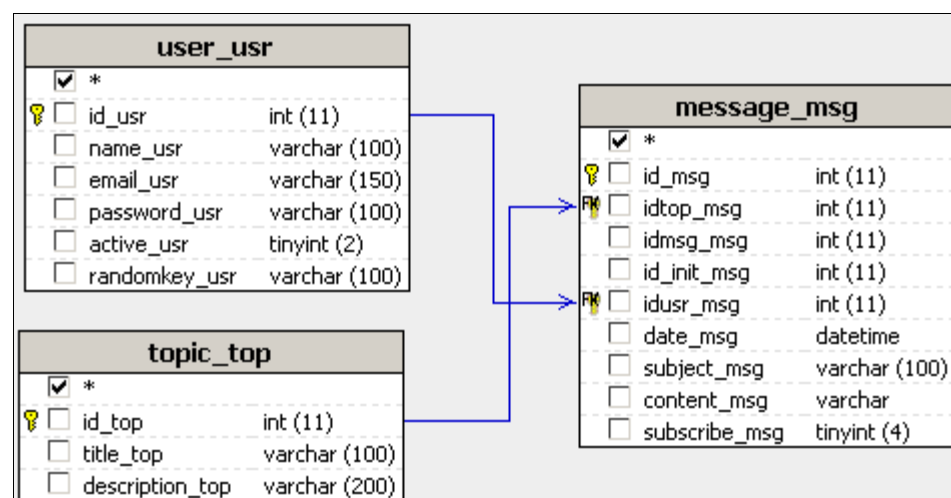 user_usr
*
id_usr int (11)
name_usr varchar (100)
email_usr varchar (150)
password_usr varchar (100)
active_usr tinyint (2)
randomkey_usr varchar (100)
topic_top
*
id_top int (11)
title_top varchar (100)
description_top varchar (200)
message_msg
*
id_msg int (11)
FK idtop_msg int (11)
idmsg_msg int (11)
id_init_msg int (11)
FK idusr_msg int (11)
date_msg datetime
subject_msg varchar (100)
content_msg varchar
subscribe_msg tinyint (4)